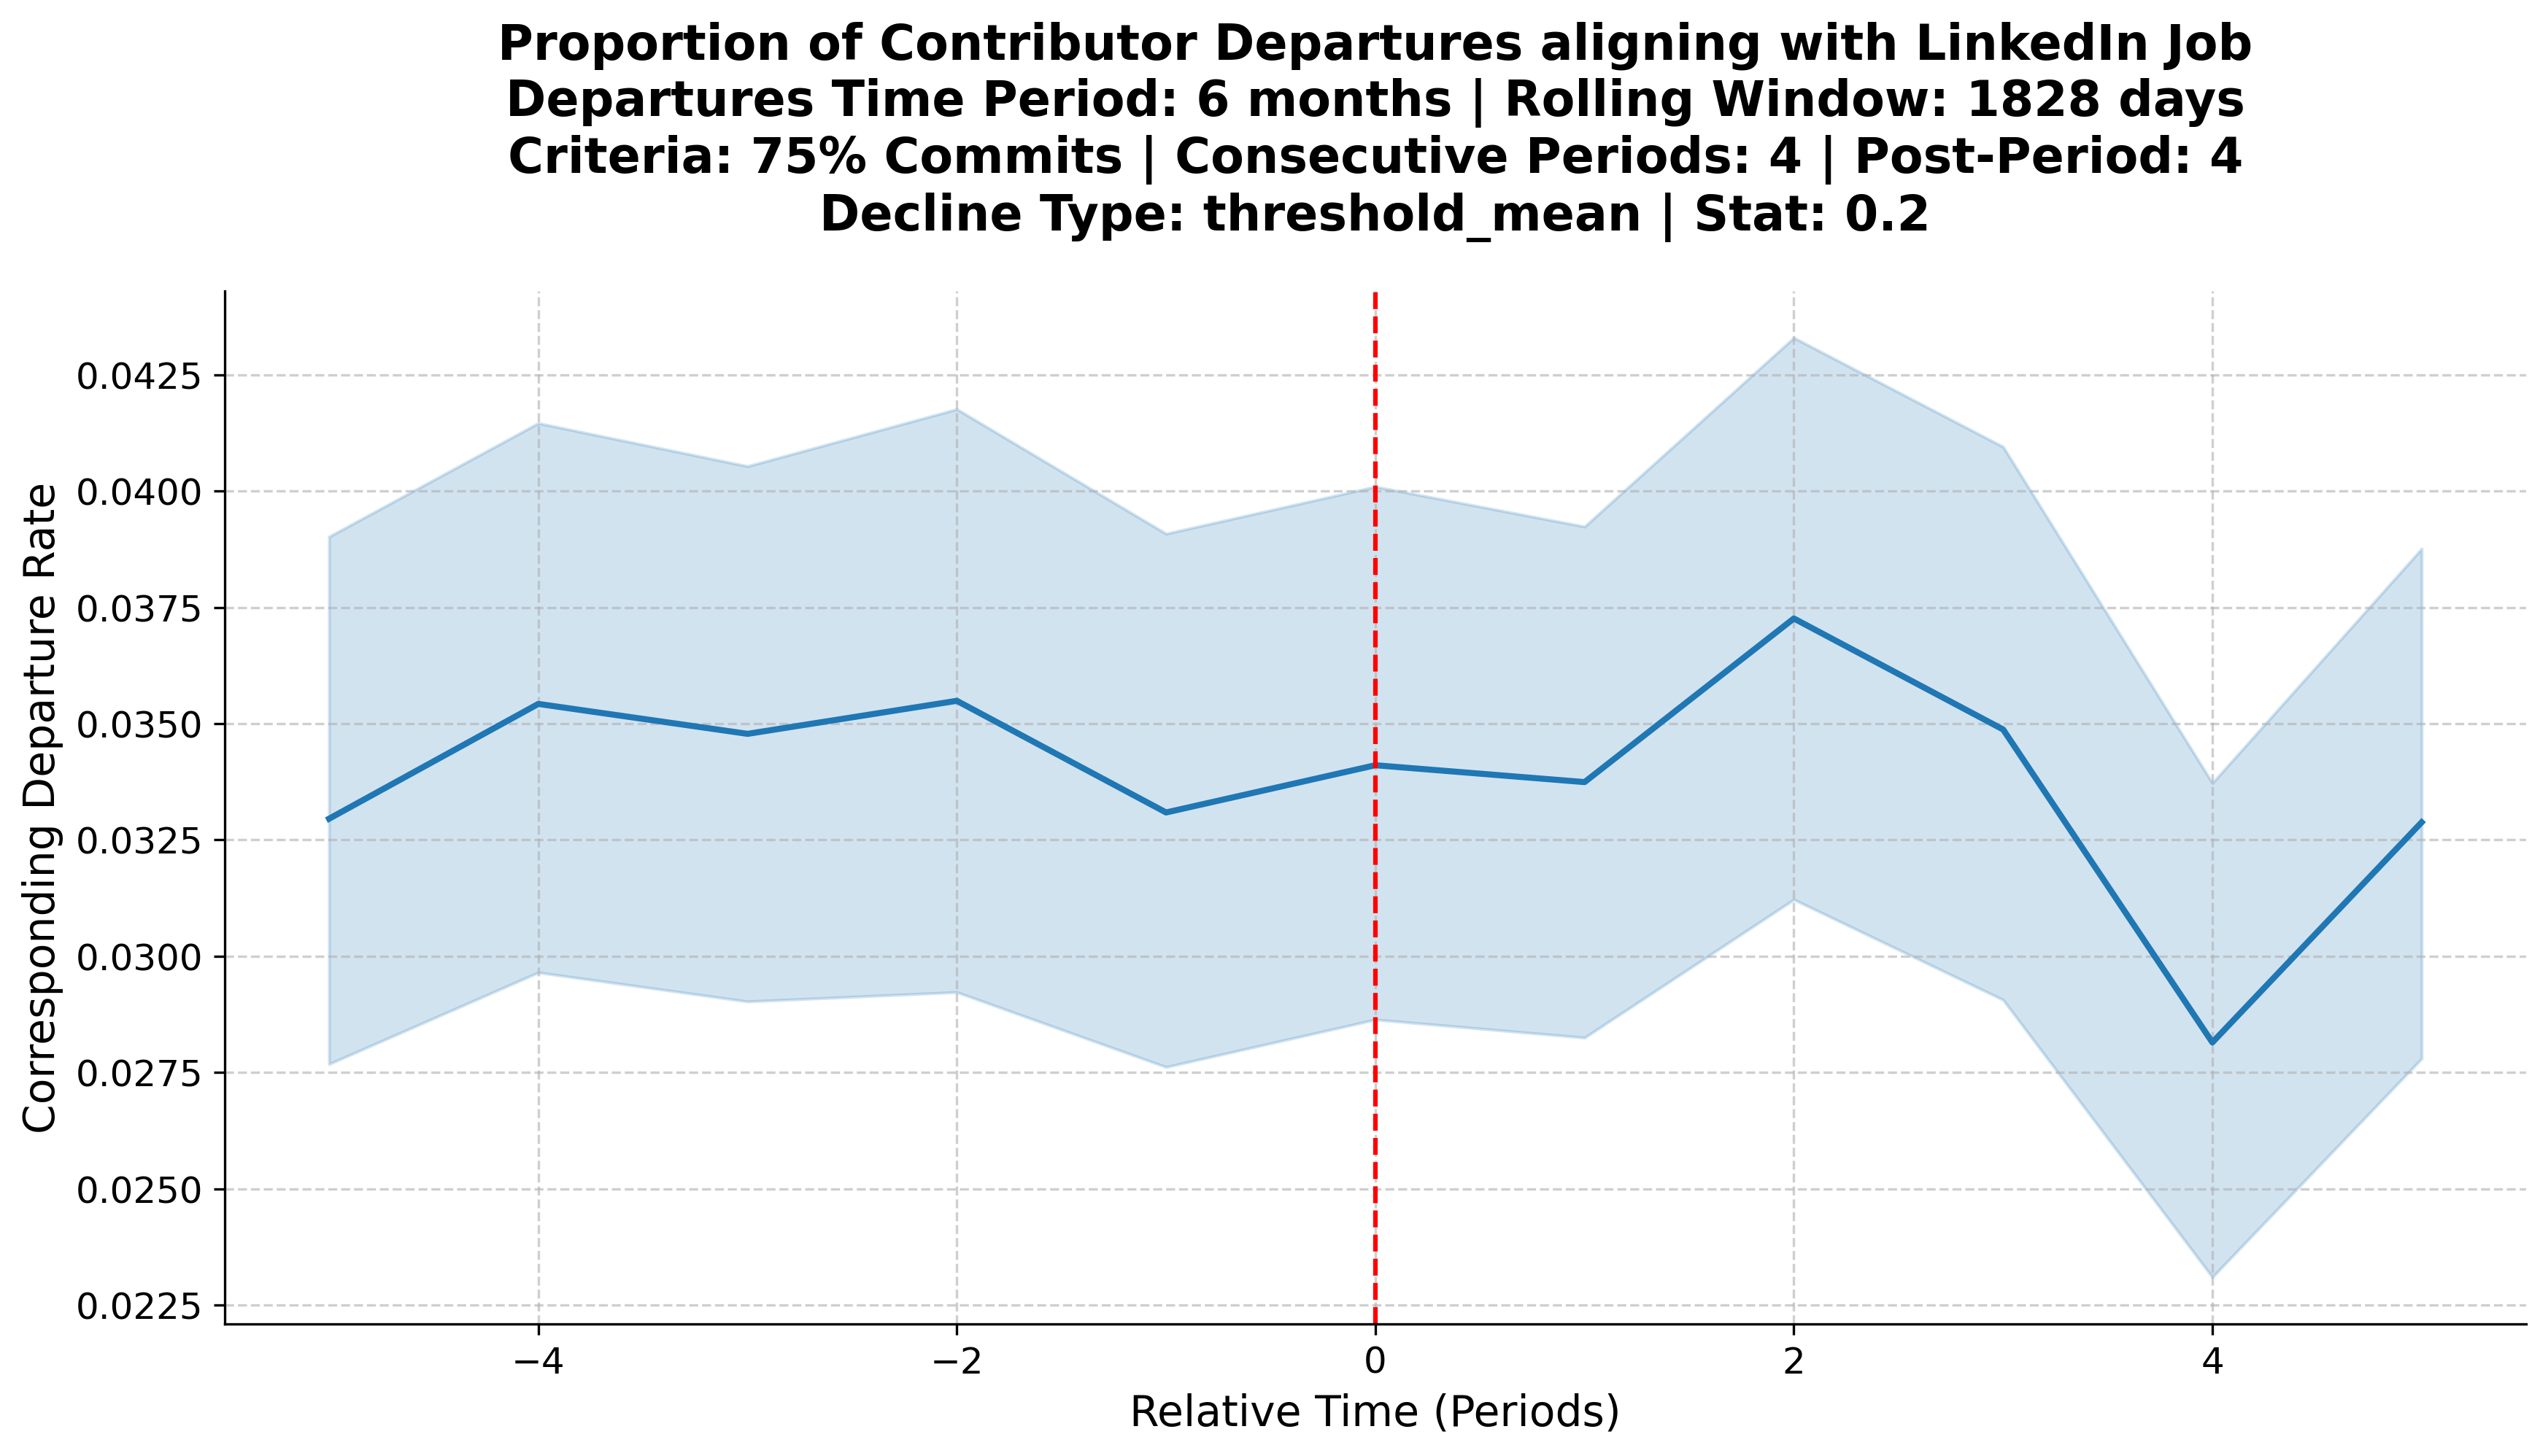 Proportion of Contributor Departures aligning with LinkedIn Job
Departures Time Period: 6 months | Rolling Window: 1828 days
Criteria: 75% Commits | Consecutive Periods: 4 | Post-Period: 4
Decline Type: threshold_mean | Stat: 0.2
Corresponding Departure Rate
0.0425
0.0400
0.0375
0.0350
0.0325
0.0300
0.0275
0.0250
0.0225
−4
−2
0
2
4
Relative Time (Periods)